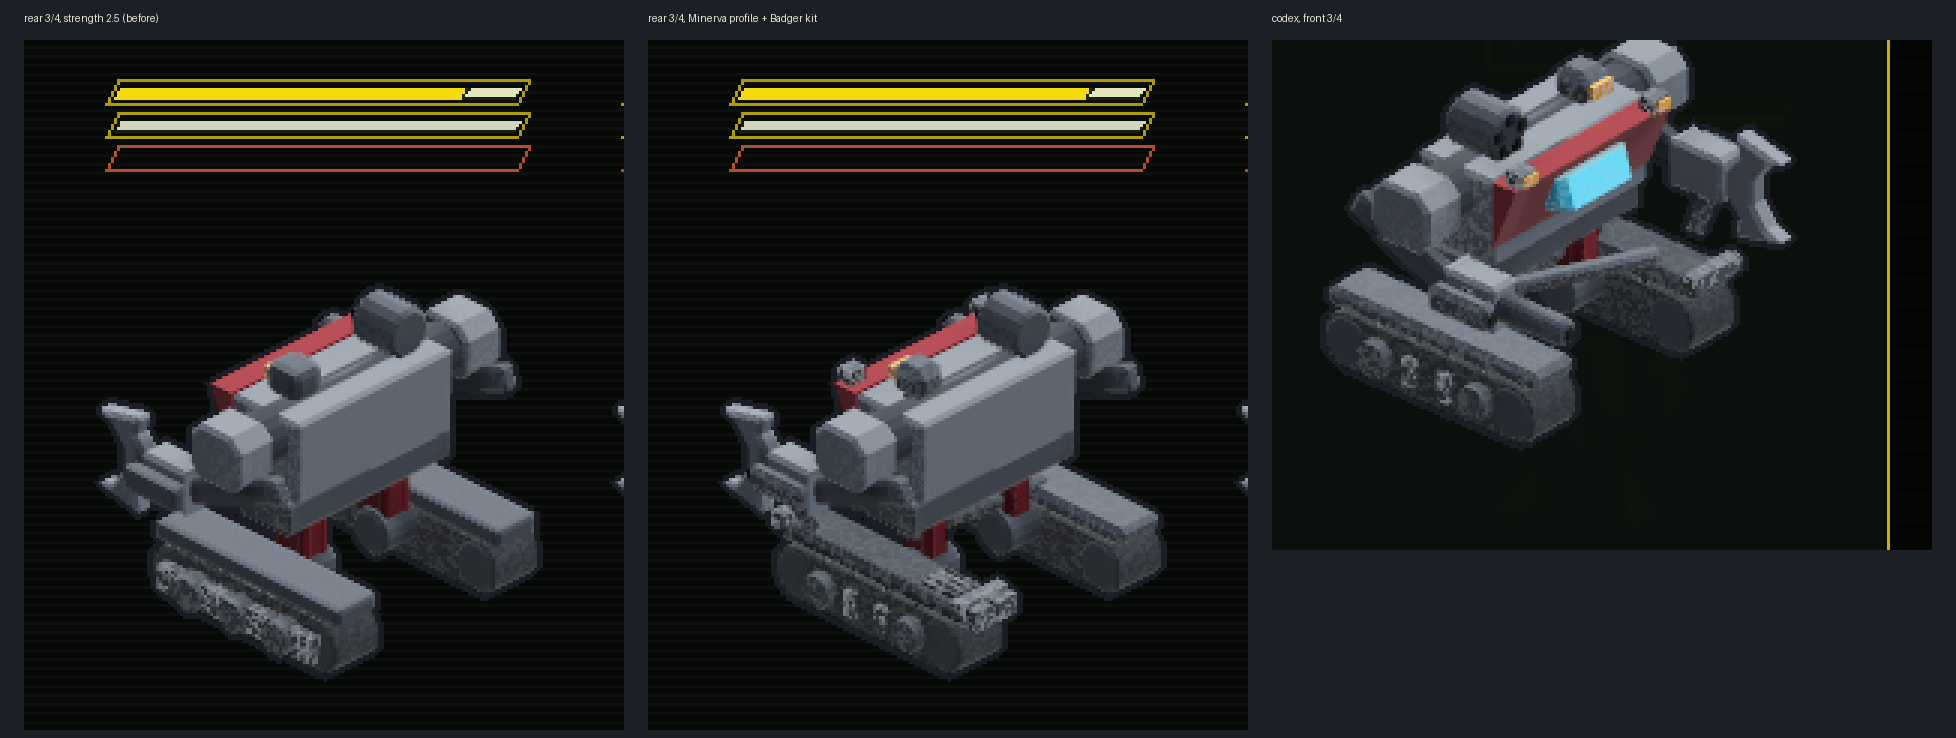 rear 3/4, strength 2.5 (before)
rear 3/4, Minerva profile + Badger kit
codex, front 3/4